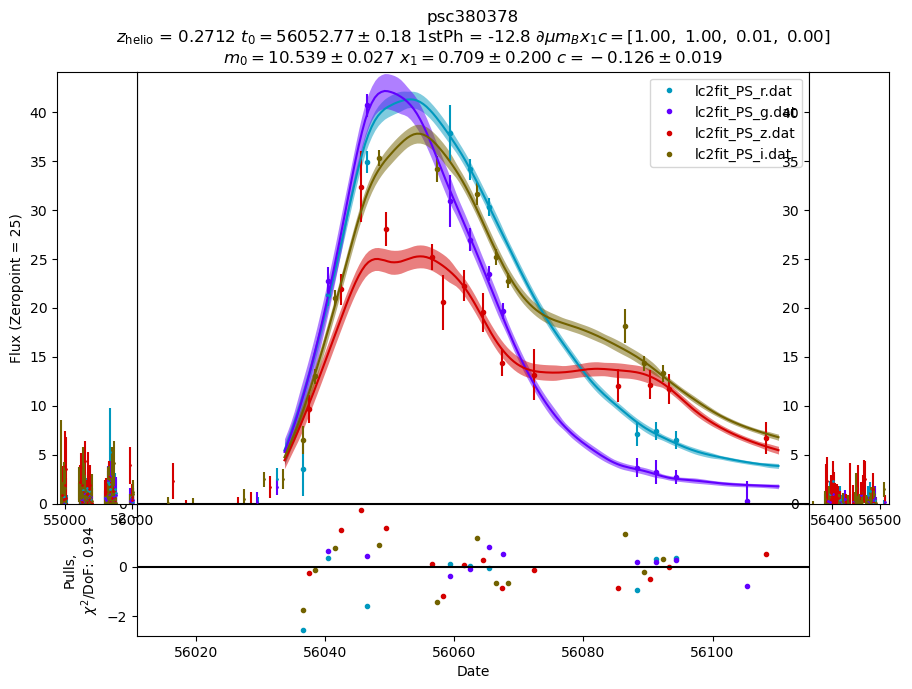 psc380378
z_helio = 0.2712 t_0 = 56052.77 ± 0.18 1stPh = -12.8 ∂μm_Bx_1c = [1.00, 1.00, 0.01, 0.00]
m_0 = 10.539 ± 0.027 x_1 = 0.709 ± 0.200 c = −0.126 ± 0.019
lc2fit_PS_r.dat
lc2fit_PS_g.dat
lc2fit_PS_z.dat
lc2fit_PS_i.dat
Flux (Zeropoint = 25)
40
35
30
25
20
15
10
5
0
40
35
30
25
20
15
10
5
0
55000
56000
56400
56500
Pulls,
χ²/DoF: 0.94
2
0
−2
56020
56040
56060
56080
56100
Date